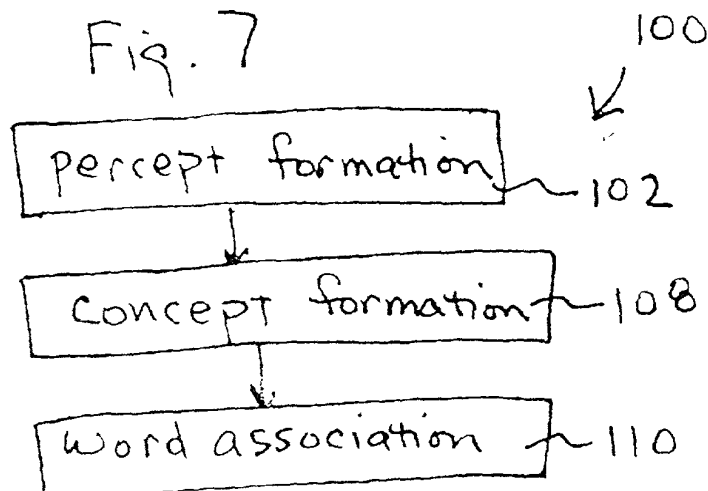 Fig. 7
100
percept formation
102
concept formation
108
word association
110